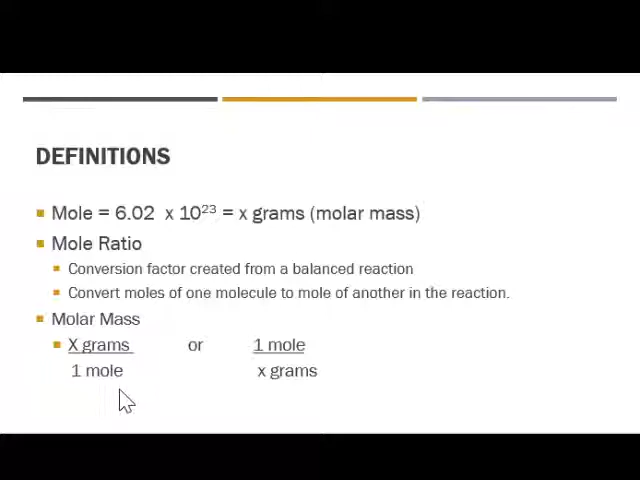 DEFINITIONS
Mole = 6.02 x 10²³ = x grams (molar mass)
Mole Ratio
Conversion factor created from a balanced reaction
Convert moles of one molecule to mole of another in the reaction.
Molar Mass
X grams or 1 mole
1 mole x grams